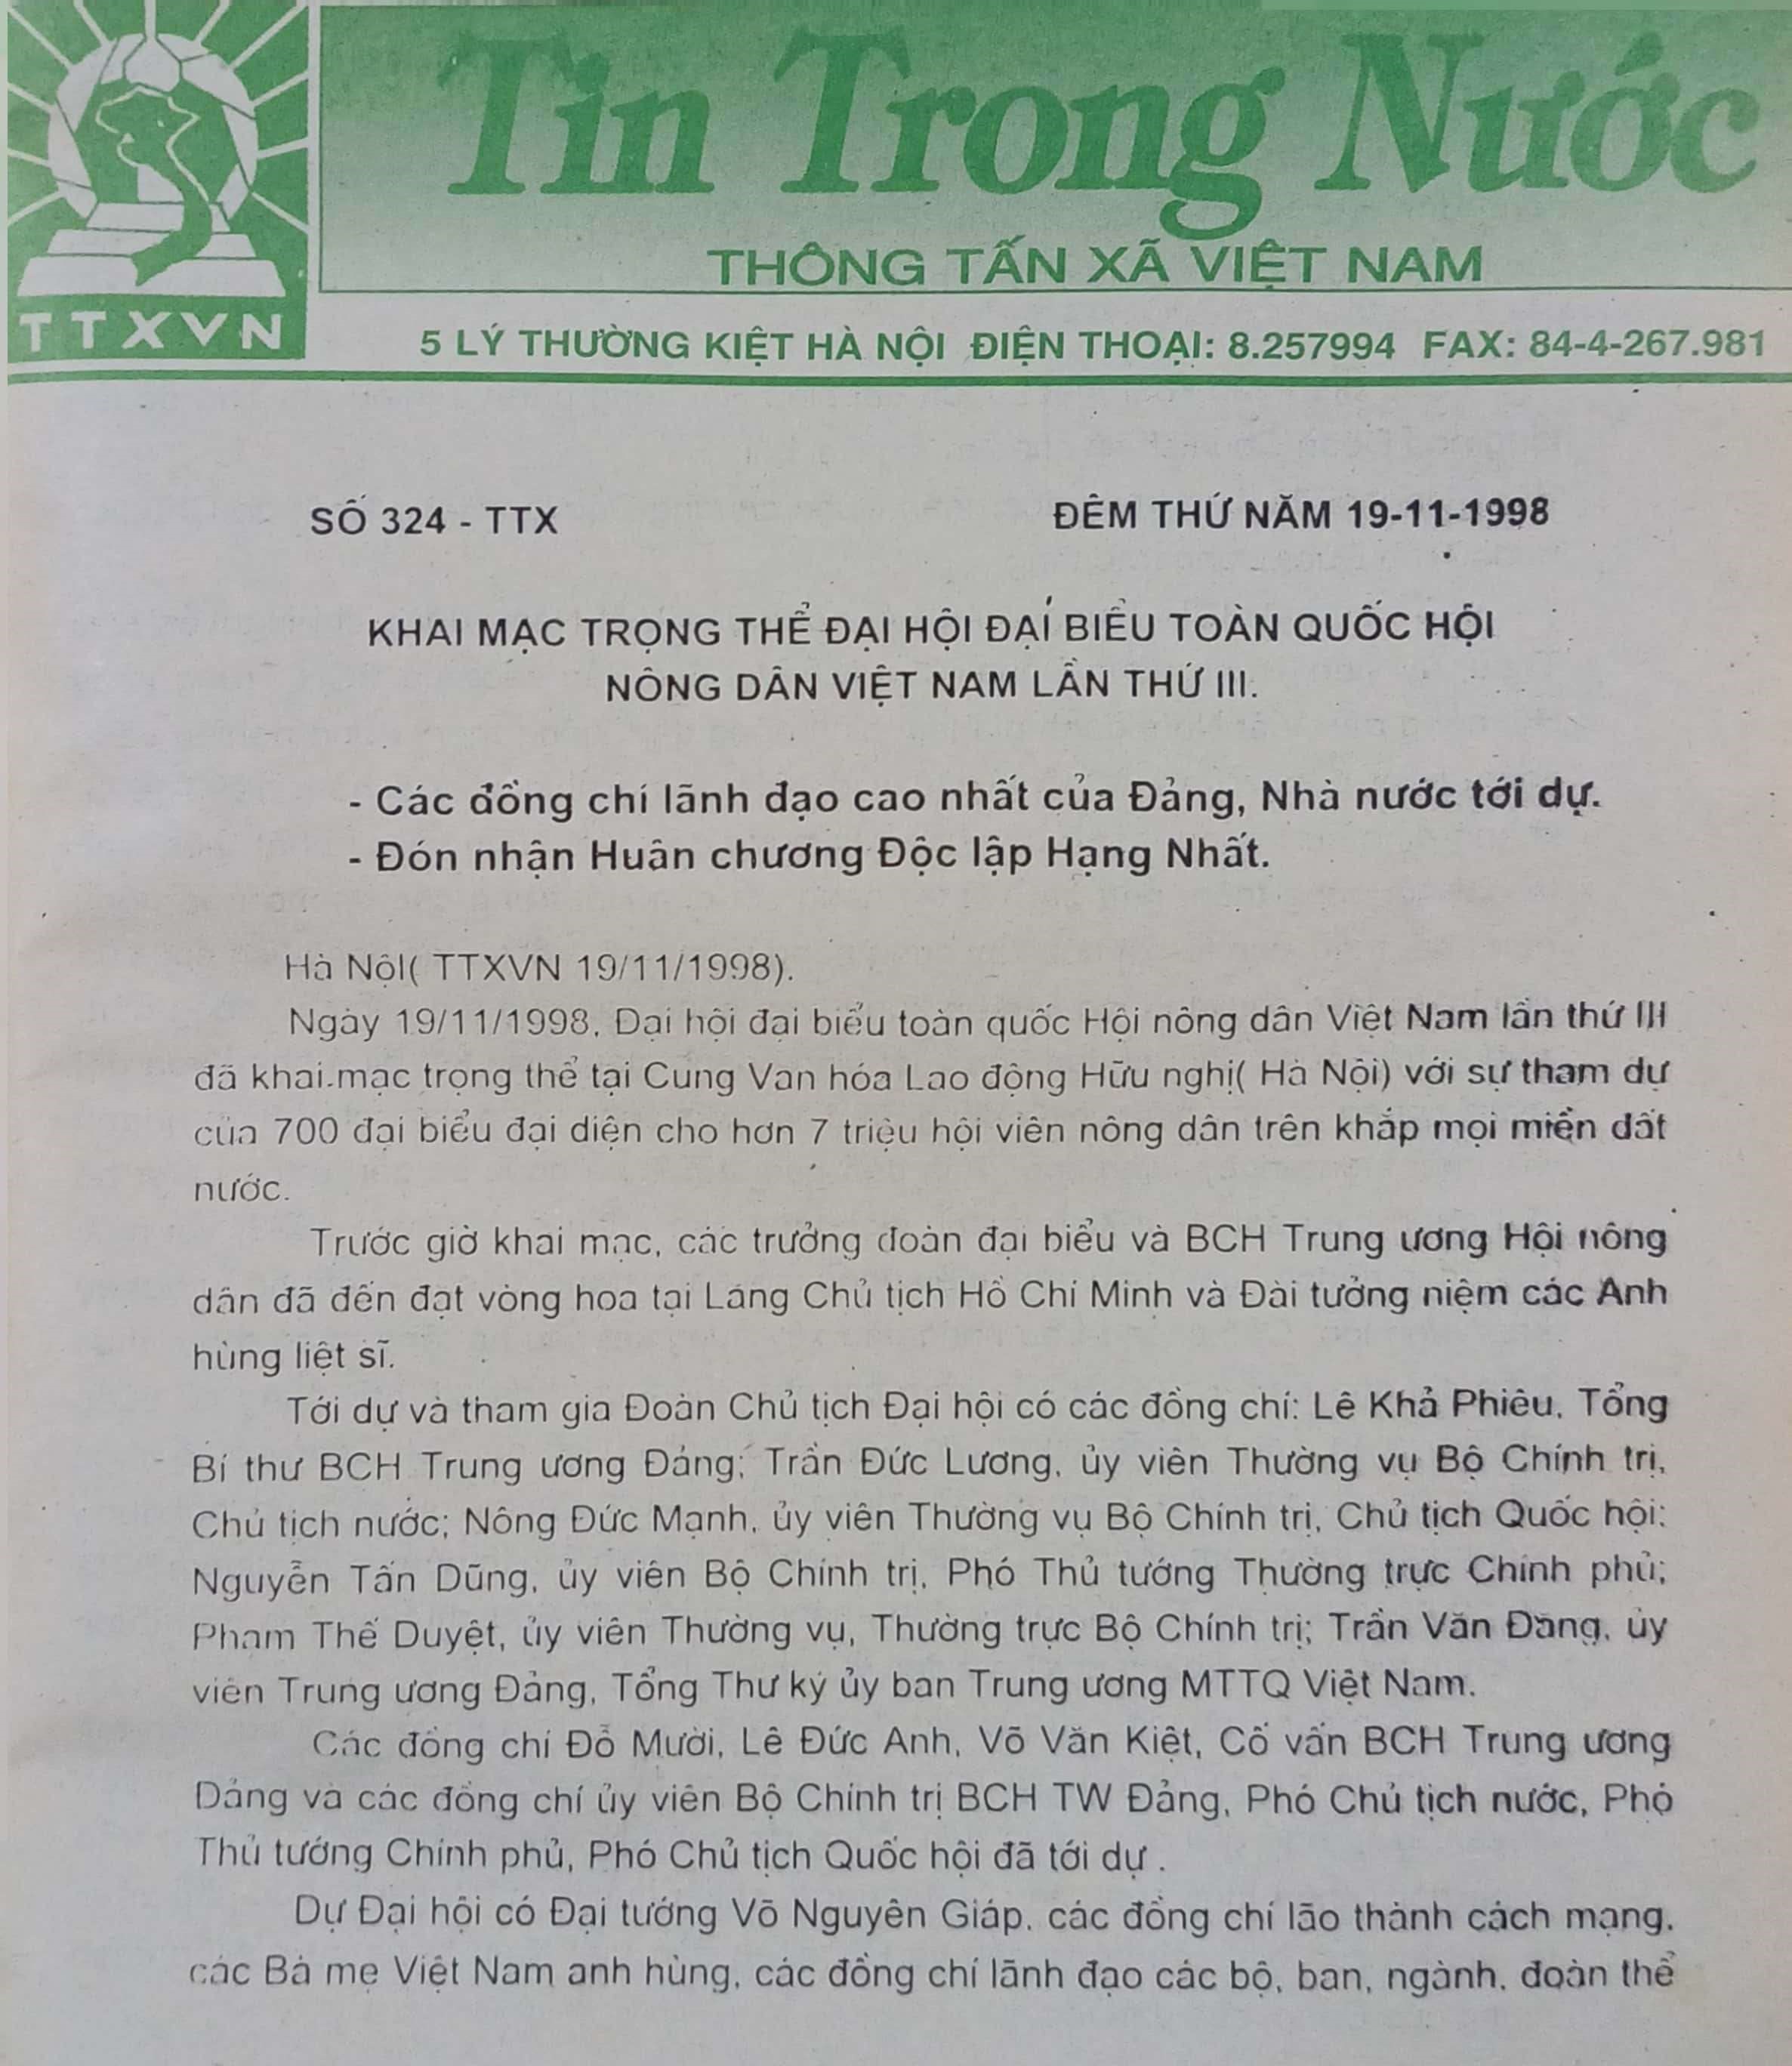 Tin Trong Nước
THÔNG TẤN XÃ VIỆT NAM
TTXVN
5 LÝ THƯỜNG KIỆT HÀ NỘI ĐIỆN THOẠI: 8.257994 FAX: 84-4-267.981
SỐ 324 - TTX ĐÊM THỨ NĂM 19-11-1998
KHAI MẠC TRỌNG THỂ ĐẠI HỘI ĐẠI BIỂU TOÀN QUỐC HỘI
NÔNG DÂN VIỆT NAM LẦN THỨ III.
- Các đồng chí lãnh đạo cao nhất của Đảng, Nhà nước tới dự.
- Đón nhận Huân chương Độc lập Hạng Nhất.
Hà Nội( TTXVN 19/11/1998).
Ngày 19/11/1998, Đại hội đại biểu toàn quốc Hội nông dân Việt Nam lần thứ III
đã khai mạc trọng thể tại Cung Van hóa Lao động Hữu nghị( Hà Nội) với sự tham dự
của 700 đại biểu đại diện cho hơn 7 triệu hội viên nông dân trên khắp mọi miền đất
nước.
Trước giờ khai mạc, các trưởng đoàn đại biểu và BCH Trung ương Hội nông
dân đã đến đạt vòng hoa tại Lăng Chủ tịch Hồ Chí Minh và Đài tưởng niệm các Anh
hùng liệt sĩ.
Tới dự và tham gia Đoàn Chủ tịch Đại hội có các đồng chí: Lê Khả Phiêu, Tổng
Bí thư BCH Trung ương Đảng; Trần Đức Lương, ủy viên Thường vụ Bộ Chính trị,
Chủ tịch nước; Nông Đức Mạnh, ủy viên Thường vụ Bộ Chính trị, Chủ tịch Quốc hội;
Nguyễn Tấn Dũng, ủy viên Bộ Chính trị, Phó Thủ tướng Thường trực Chính phủ;
Phạm Thế Duyệt, ủy viên Thường vụ, Thường trực Bộ Chính trị; Trần Văn Đăng, ủy
viên Trung ương Đảng, Tổng Thư ký ủy ban Trung ương MTTQ Việt Nam.
Các đồng chí Đỗ Mười, Lê Đức Anh, Võ Văn Kiệt, Cố vấn BCH Trung ương
Đảng và các đồng chí ủy viên Bộ Chính trị BCH TW Đảng, Phó Chủ tịch nước, Phó
Thủ tướng Chính phủ, Phó Chủ tịch Quốc hội đã tới dự .
Dự Đại hội có Đại tướng Võ Nguyên Giáp, các đồng chí lão thành cách mạng,
các Bà mẹ Việt Nam anh hùng, các đồng chí lãnh đạo các bộ, ban, ngành, đoàn thể